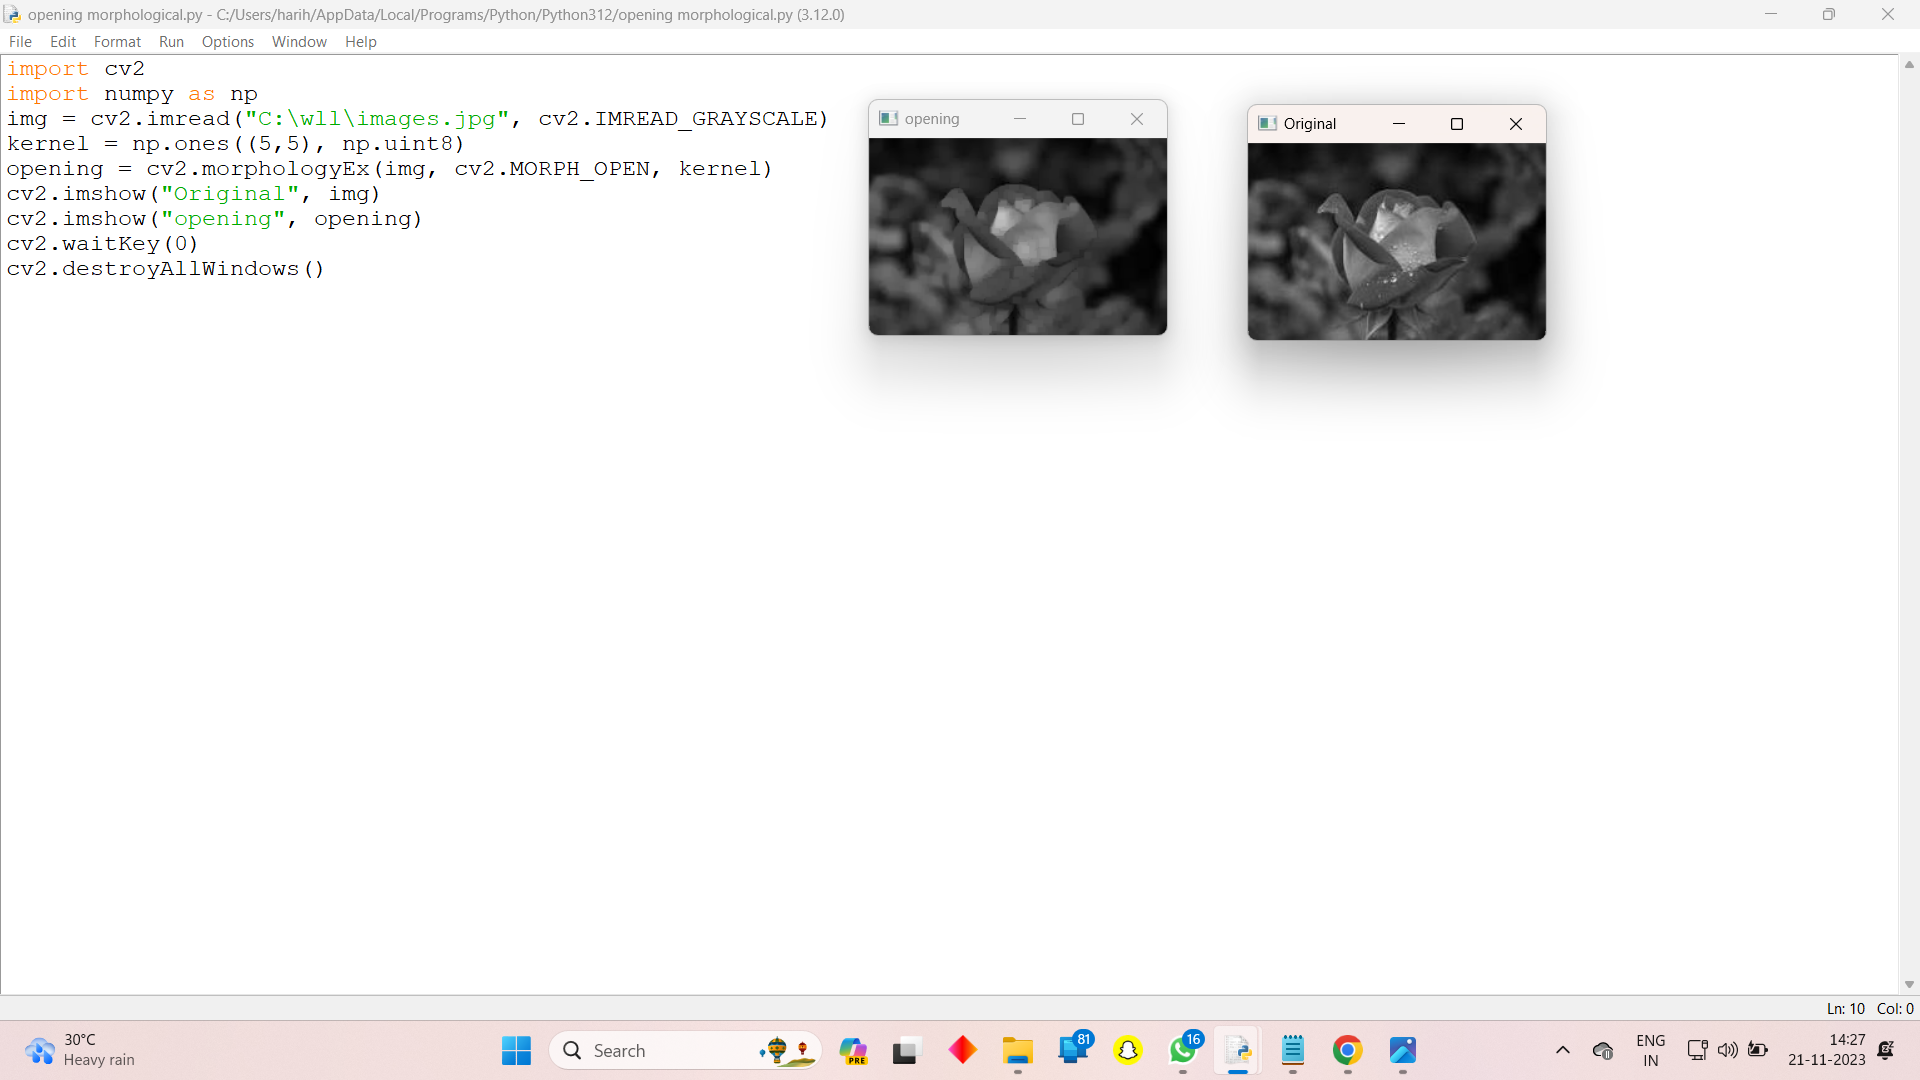 opening morphological.py - C:/Users/harih/AppData/Local/Programs/Python/Python312/opening morphological.py (3.12.0)
File Edit Format Run Options Window Help
import cv2
import numpy as np
img = cv2.imread("C:\wll\images.jpg", cv2.IMREAD_GRAYSCALE)
kernel = np.ones((5,5), np.uint8)
opening = cv2.morphologyEx(img, cv2.MORPH_OPEN, kernel)
cv2.imshow("Original", img)
cv2.imshow("opening", opening)
cv2.waitKey(0)
cv2.destroyAllWindows()
opening
Original
Ln: 10 Col: 0
30°C
Heavy rain
Search
PRE
81
16
ENG
IN
14:27
21-11-2023